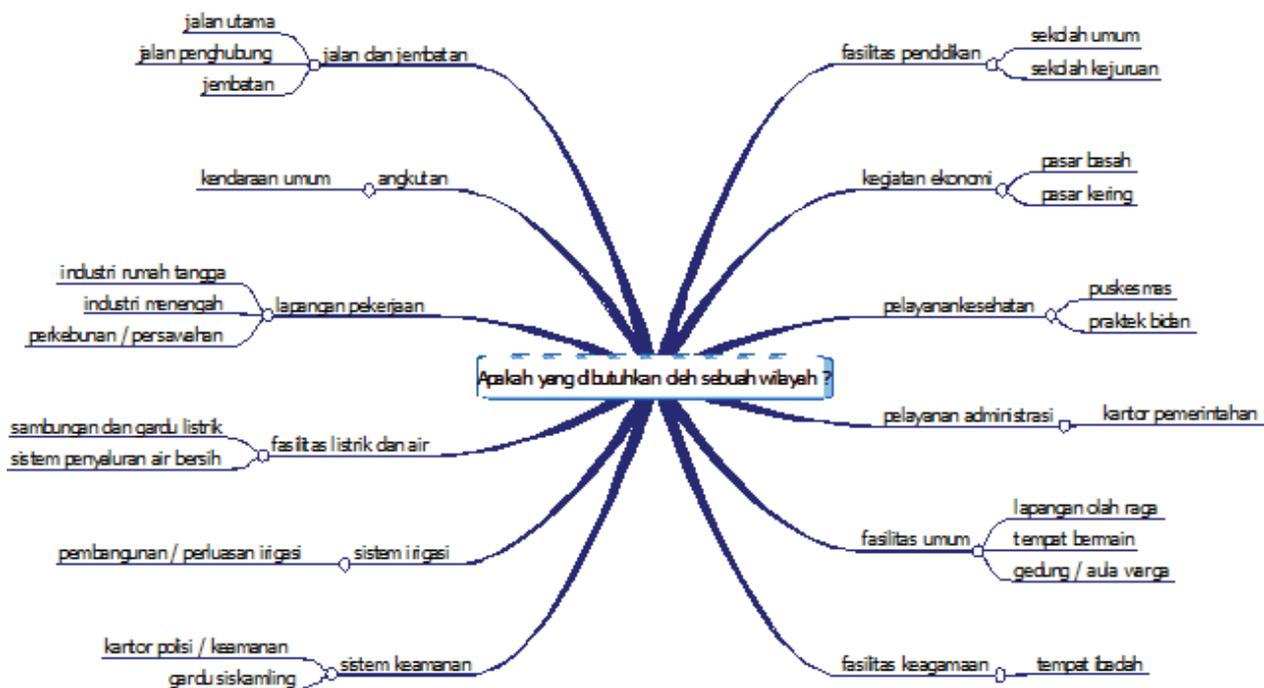 jalan utama
jalan penghubung
jembatan
jalan dan jembatan
kendaraan umum
angkutan
industri rumah tangga
industri menengah
perkebunan / persawahan
lapangan pekerjaan
sambungan dan gardu listrik
sistem penyaluran air bersih
fasilitas listrik dan air
pembangunan / perluasan irigasi
sistem irigasi
kantor polisi / keamanan
gardu siskamling
sistem keamanan
Apakah yang dibutuhkan oleh sebuah wilayah ?
fasilitas pendidikan
sekolah umum
sekolah kejuruan
kegiatan ekonomi
pasar basah
pasar kering
pelayanankesehatan
puskesmas
praktek bidan
pelayanan administrasi
kantor pemerintahan
fasilitas umum
lapangan olah raga
tempat bermain
gedung / aula warga
fasilitas keagamaan
tempat ibadah